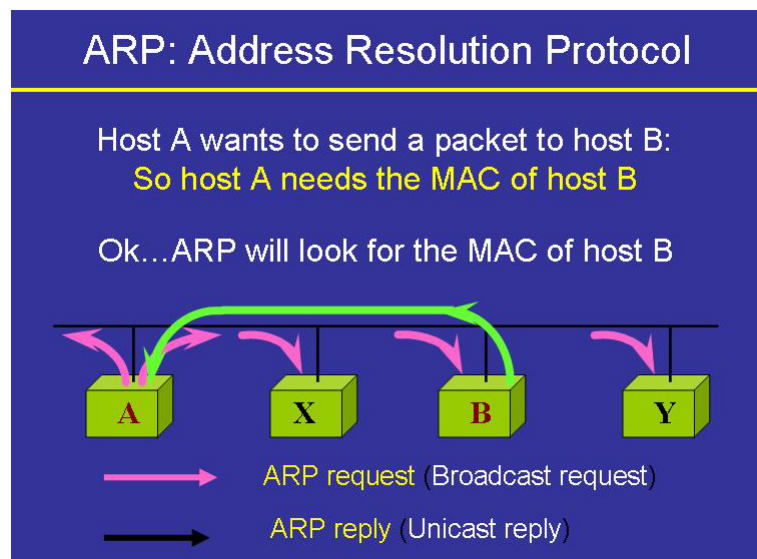 ARP: Address Resolution Protocol
Host A wants to send a packet to host B:
So host A needs the MAC of host B
Ok…ARP will look for the MAC of host B
A X B Y
ARP request (Broadcast request)
ARP reply (Unicast reply)